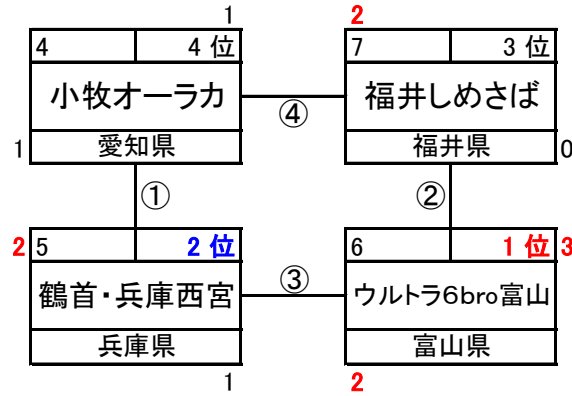 1 2
4 4 位 7 3 位
小牧オーラカ 福井しめさば
④
1 愛知県 福井県 0
① ②
2 5 2 位 6 1 位 3
鶴首・兵庫西宮 ウルトラ6bro富山
③
兵庫県 富山県
1 2